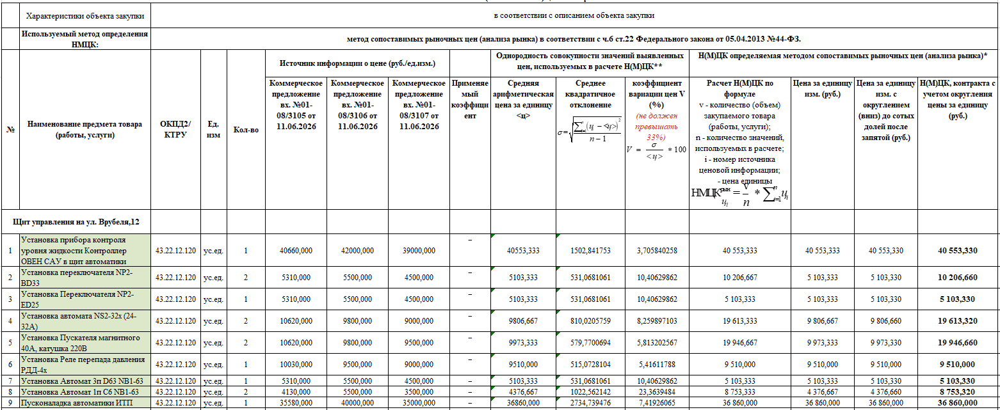 Характеристики объекта закупки
в соответствии с описанием объекта закупки
Используемый метод определения
НМЦК:
метод сопоставимых рыночных цен (анализа рынка) в соответствии с ч.6 ст.22 Федерального закона от 05.04.2013 №44-ФЗ.
№
Наименование предмета товара
(работы, услуги)
ОКПД2/
КТРУ
Ед.
изм
Кол-во
Источник информации о цене (руб./ед.изм.)
Коммерческое
предложение
вх. №01-
08/3105 от
11.06.2026
Коммерческое
предложение
вх. №01-
08/3106 от
11.06.2026
Коммерческое
предложение
вх. №01-
08/3107 от
11.06.2026
Применяе
мый
коэффици
ент
Однородность совокупности значений выявленных
цен, используемых в расчете Н(М)ЦК**
Средняя
арифметическая
цена за единицу
<ц>
Среднее
квадратичное
отклонение
σ = √(∑(цᵢ − <ц>)² / (n − 1))
коэффициент
вариации цен V
(%)
(не должен
превышать
33%)
V = σ / <ц> * 100
Н(М)ЦК определяемая методом сопоставимых рыночных цен (анализа рынка)*
Расчет Н(М)ЦК по
формуле
v - количество (объем)
закупаемого товара
(работы, услуги);
n - количество значений,
используемых в расчете;
i - номер источника
ценовой информации;
- цена единицы
НМЦКрын = v / n * ∑ⁿi=1 цi
цi
Цена за единицу
изм. (руб.)
Цена за единицу
изм. с
округлением
(вниз) до сотых
долей после
запятой (руб.)
Н(М)ЦК, контракта с
учетом округления
цены за единицу
(руб.)
Щит управления на ул. Врубеля,12
1 Установка прибора контроля
уровня жидкости Контроллер
ОВЕН САУ в щит автоматики
43.22.12.120 ус.ед. 1 40660,000 42000,000 39000,000 – 40553,333 1502,841753 3,705840258 40 553,333 40 553,333 40 553,330 40 553,330
2 Установка переключателя NP2-
BD33
43.22.12.120 ус.ед. 2 5310,000 5500,000 4500,000 – 5103,333 531,0681061 10,40629862 10 206,667 5 103,333 5 103,330 10 206,660
3 Установка Переключателя NP2-
ED25
43.22.12.120 ус.ед. 1 5310,000 5500,000 4500,000 – 5103,333 531,0681061 10,40629862 5 103,333 5 103,333 5 103,330 5 103,330
4 Установка автомата NS2-32х (24-
32А)
43.22.12.120 ус.ед. 2 10620,000 9800,000 9000,000 – 9806,667 810,0205759 8,259897103 19 613,333 9 806,667 9 806,660 19 613,320
5 Установка Пускателя магнитного
40А, катушка 220В
43.22.12.120 ус.ед. 2 10620,000 9800,000 9500,000 – 9973,333 579,7700694 5,813202567 19 946,667 9 973,333 9 973,330 19 946,660
6 Установка Реле перепада давления
РДД-4х
43.22.12.120 ус.ед. 1 10030,000 9500,000 9000,000 – 9510,000 515,0728104 5,41611788 9 510,000 9 510,000 9 510,000 9 510,000
7 Установка Автомат 3п D63 NB1-63 43.22.12.120 ус.ед. 1 5310,000 5500,000 4500,000 – 5103,333 531,0681061 10,40629862 5 103,333 5 103,333 5 103,330 5 103,330
8 Установка Автомат 1п С6 NB1-63 43.22.12.120 ус.ед. 2 4130,000 5500,000 3500,000 – 4376,667 1022,562142 23,3639484 8 753,333 4 376,667 4 376,660 8 753,320
9 Пусконаладка автоматики ИТП 43.22.12.120 ус.ед. 1 35580,000 40000,000 35000,000 – 36860,000 2734,739476 7,41926065 36 860,000 36 860,000 36 860,000 36 860,000